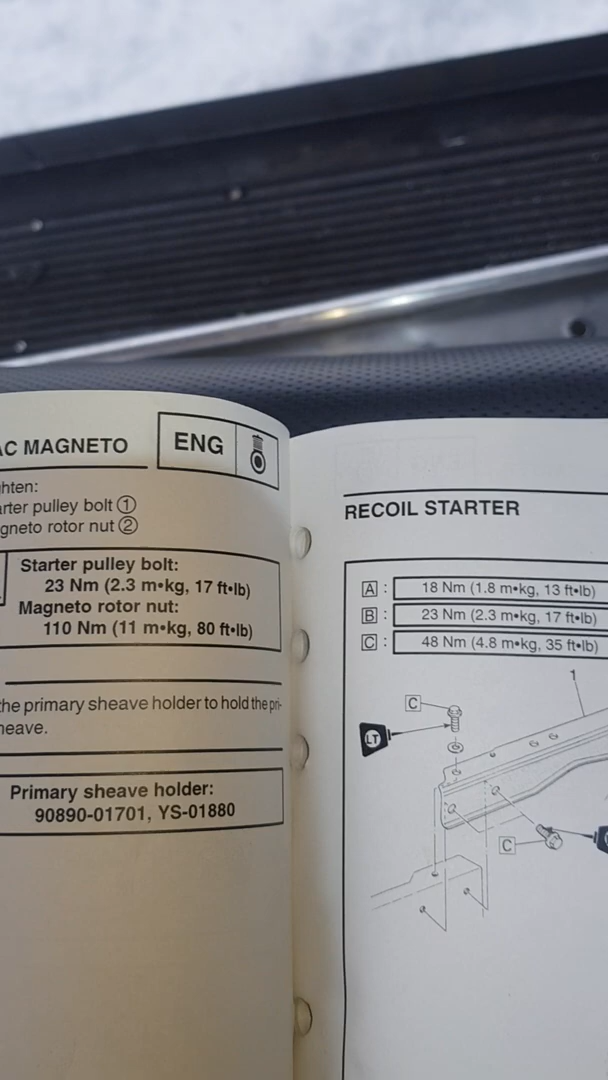 AC MAGNETO
ENG
ghten:
arter pulley bolt ①
gneto rotor nut ②
Starter pulley bolt:
23 Nm (2.3 m•kg, 17 ft•lb)
Magneto rotor nut:
110 Nm (11 m•kg, 80 ft•lb)
the primary sheave holder to hold the pri-
heave.
Primary sheave holder:
90890-01701, YS-01880
RECOIL STARTER
A : 18 Nm (1.8 m•kg, 13 ft•lb)
B : 23 Nm (2.3 m•kg, 17 ft•lb)
C : 48 Nm (4.8 m•kg, 35 ft•lb)
1
C
LT
C